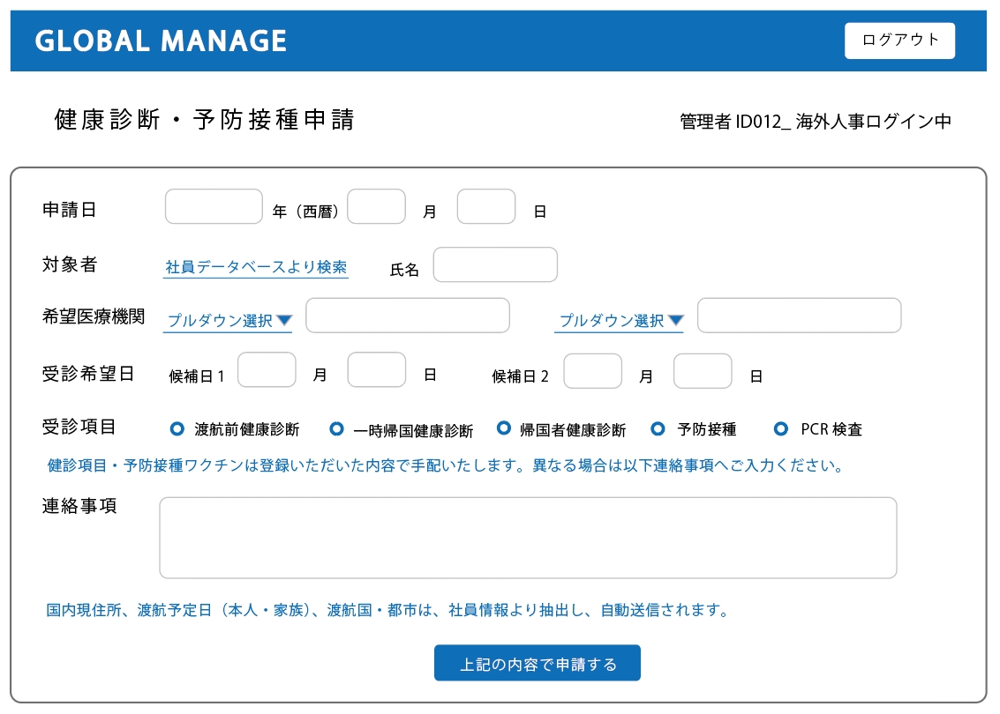 GLOBAL MANAGE ログアウト
健康診断・予防接種申請 管理者 ID012_ 海外人事ログイン中
申請日 年（西暦） 月 日
対象者 社員データベースより検索 氏名
希望医療機関 プルダウン選択▼ プルダウン選択▼
受診希望日 候補日 1 月 日 候補日 2 月 日
受診項目 渡航前健康診断 一時帰国健康診断 帰国者健康診断 予防接種 PCR 検査
健診項目・予防接種ワクチンは登録いただいた内容で手配いたします。異なる場合は以下連絡事項へご入力ください。
連絡事項
国内現住所、渡航予定日（本人・家族）、渡航国・都市は、社員情報より抽出し、自動送信されます。
上記の内容で申請する